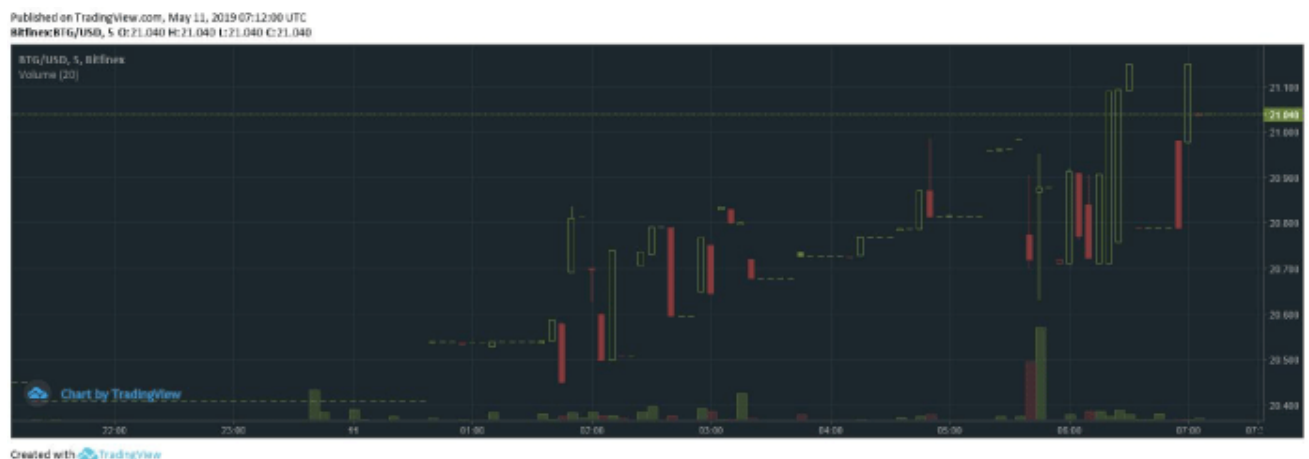 Published on TradingView.com, May 11, 2019 07:12:00 UTC
Bitfinex:BTG/USD, 5 O:21.040 H:21.040 L:21.040 C:21.040
BTG/USD, 5, Bitfinex
Volume (20)
21.100
21.040
21.000
20.900
20.800
20.700
20.600
20.500
20.400
Chart by TradingView
22:00 23:00 11 01:00 02:00 03:00 04:00 05:00 06:00 07:00
Created with TradingView